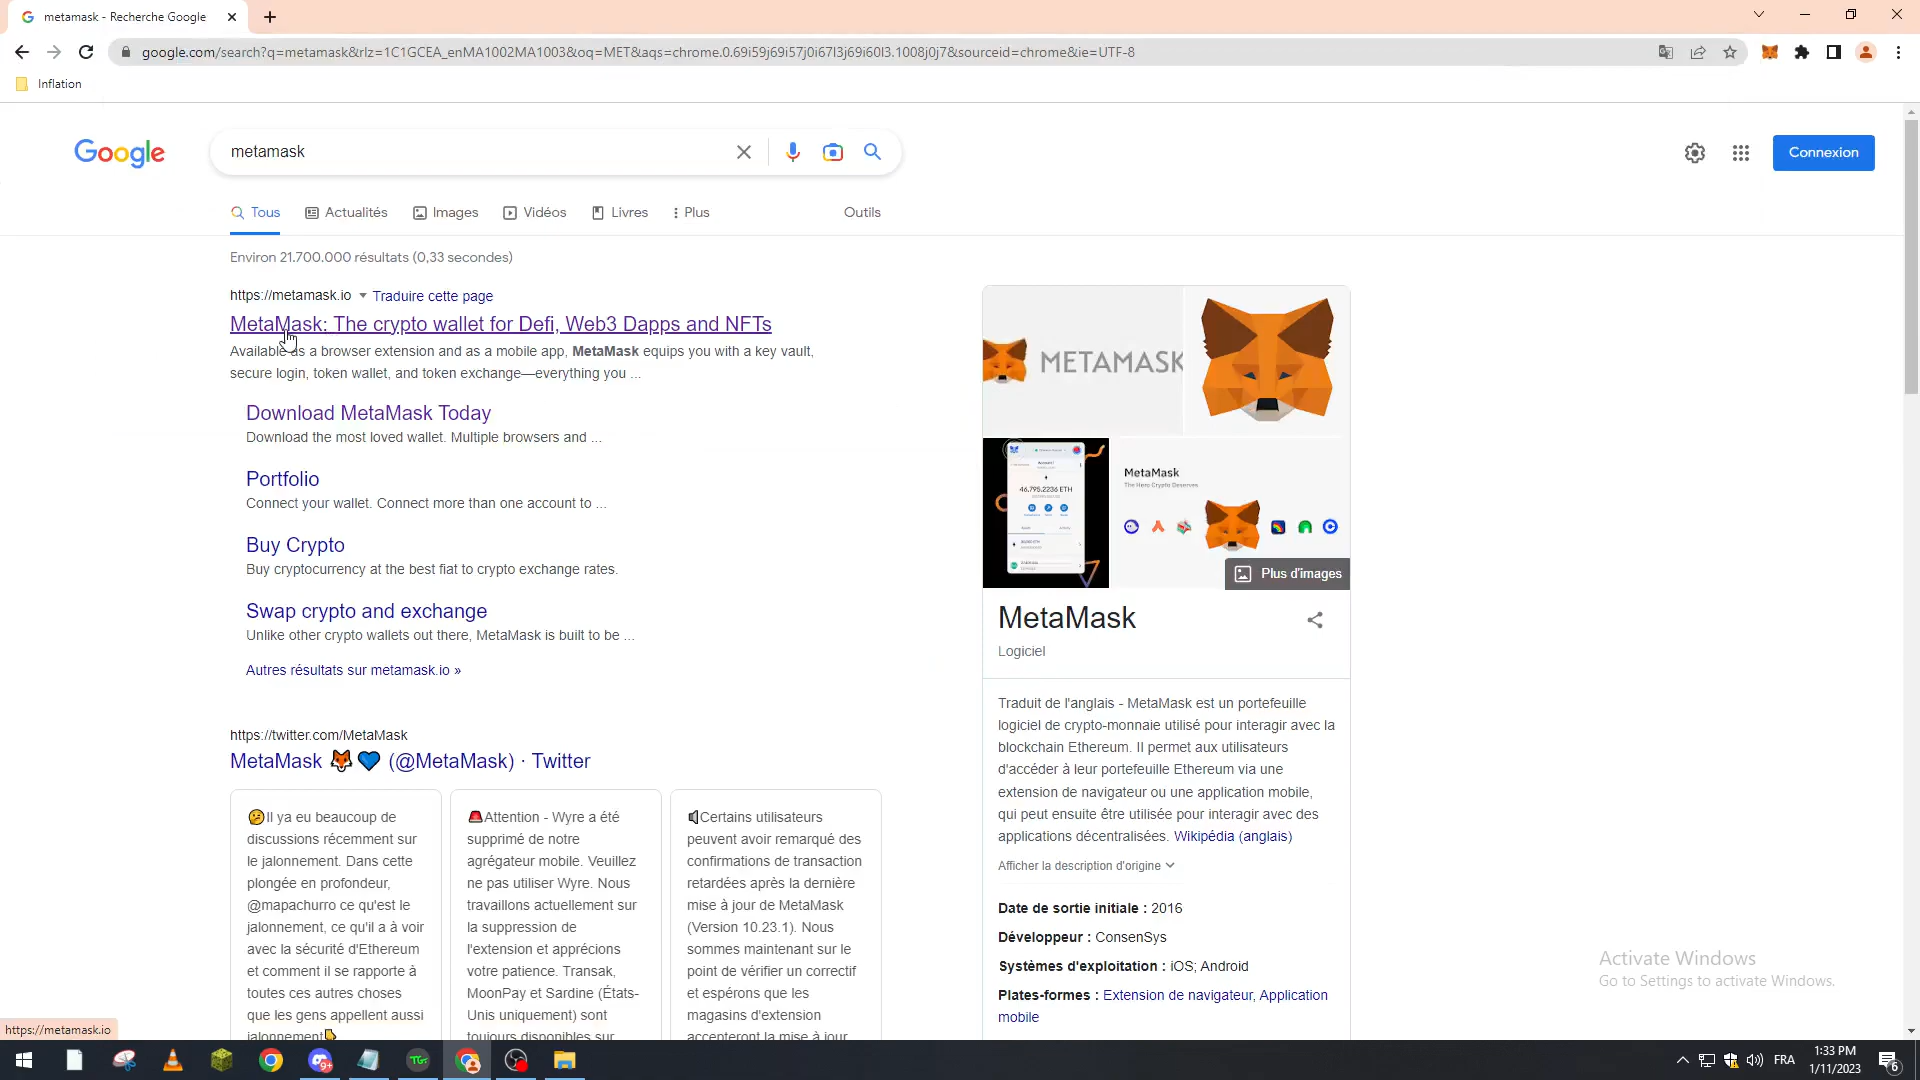 metamask - Recherche Google
google.com/search?q=metamask&rlz=1C1GCEA_enMA1002MA1003&oq=MET&aqs=chrome.0.69i59j69i57j0i67l3j69i60l3.1008j0j7&sourceid=chrome&ie=UTF-8
Inflation
Google
metamask
Connexion
Tous
Actualités
Images
Vidéos
Livres
Plus
Outils
Environ 21.700.000 résultats (0,33 secondes)
https://metamask.io
Traduire cette page
MetaMask: The crypto wallet for Defi, Web3 Dapps and NFTs
Available as a browser extension and as a mobile app, MetaMask equips you with a key vault,
secure login, token wallet, and token exchange—everything you ...
Download MetaMask Today
Download the most loved wallet. Multiple browsers and ...
Portfolio
Connect your wallet. Connect more than one account to ...
Buy Crypto
Buy cryptocurrency at the best fiat to crypto exchange rates.
Swap crypto and exchange
Unlike other crypto wallets out there, MetaMask is built to be ...
Autres résultats sur metamask.io »
https://twitter.com/MetaMask
MetaMask 🦊💙 (@MetaMask) · Twitter
🤔Il ya eu beaucoup de
discussions récemment sur
le jalonnement. Dans cette
plongée en profondeur,
@mapachurro ce qu'est le
jalonnement, ce qu'il a à voir
avec la sécurité d'Ethereum
et comment il se rapporte à
toutes ces autres choses
que les gens appellent aussi
jalonnement👇
🚨Attention - Wyre a été
supprimé de notre
agrégateur mobile. Veuillez
ne pas utiliser Wyre. Nous
travaillons actuellement sur
la suppression de
l'extension et apprécions
votre patience. Transak,
MoonPay et Sardine (États-
Unis uniquement) sont
toujours disponibles sur
📢Certains utilisateurs
peuvent avoir remarqué des
confirmations de transaction
retardées après la dernière
mise à jour de MetaMask
(Version 10.23.1). Nous
sommes maintenant sur le
point de vérifier un correctif
et espérons que les
magasins d'extension
accepteront la mise à jour
METAMASK
46.795.2236 ETH
MetaMask
The Hero Crypto Deserves
Plus d'images
MetaMask
Logiciel
Traduit de l'anglais - MetaMask est un portefeuille
logiciel de crypto-monnaie utilisé pour interagir avec la
blockchain Ethereum. Il permet aux utilisateurs
d'accéder à leur portefeuille Ethereum via une
extension de navigateur ou une application mobile,
qui peut ensuite être utilisée pour interagir avec des
applications décentralisées. Wikipédia (anglais)
Afficher la description d'origine
Date de sortie initiale : 2016
Développeur : ConsenSys
Systèmes d'exploitation : iOS; Android
Plates-formes : Extension de navigateur, Application
mobile
Activate Windows
Go to Settings to activate Windows.
https://metamask.io
FRA
1:33 PM
1/11/2023
6